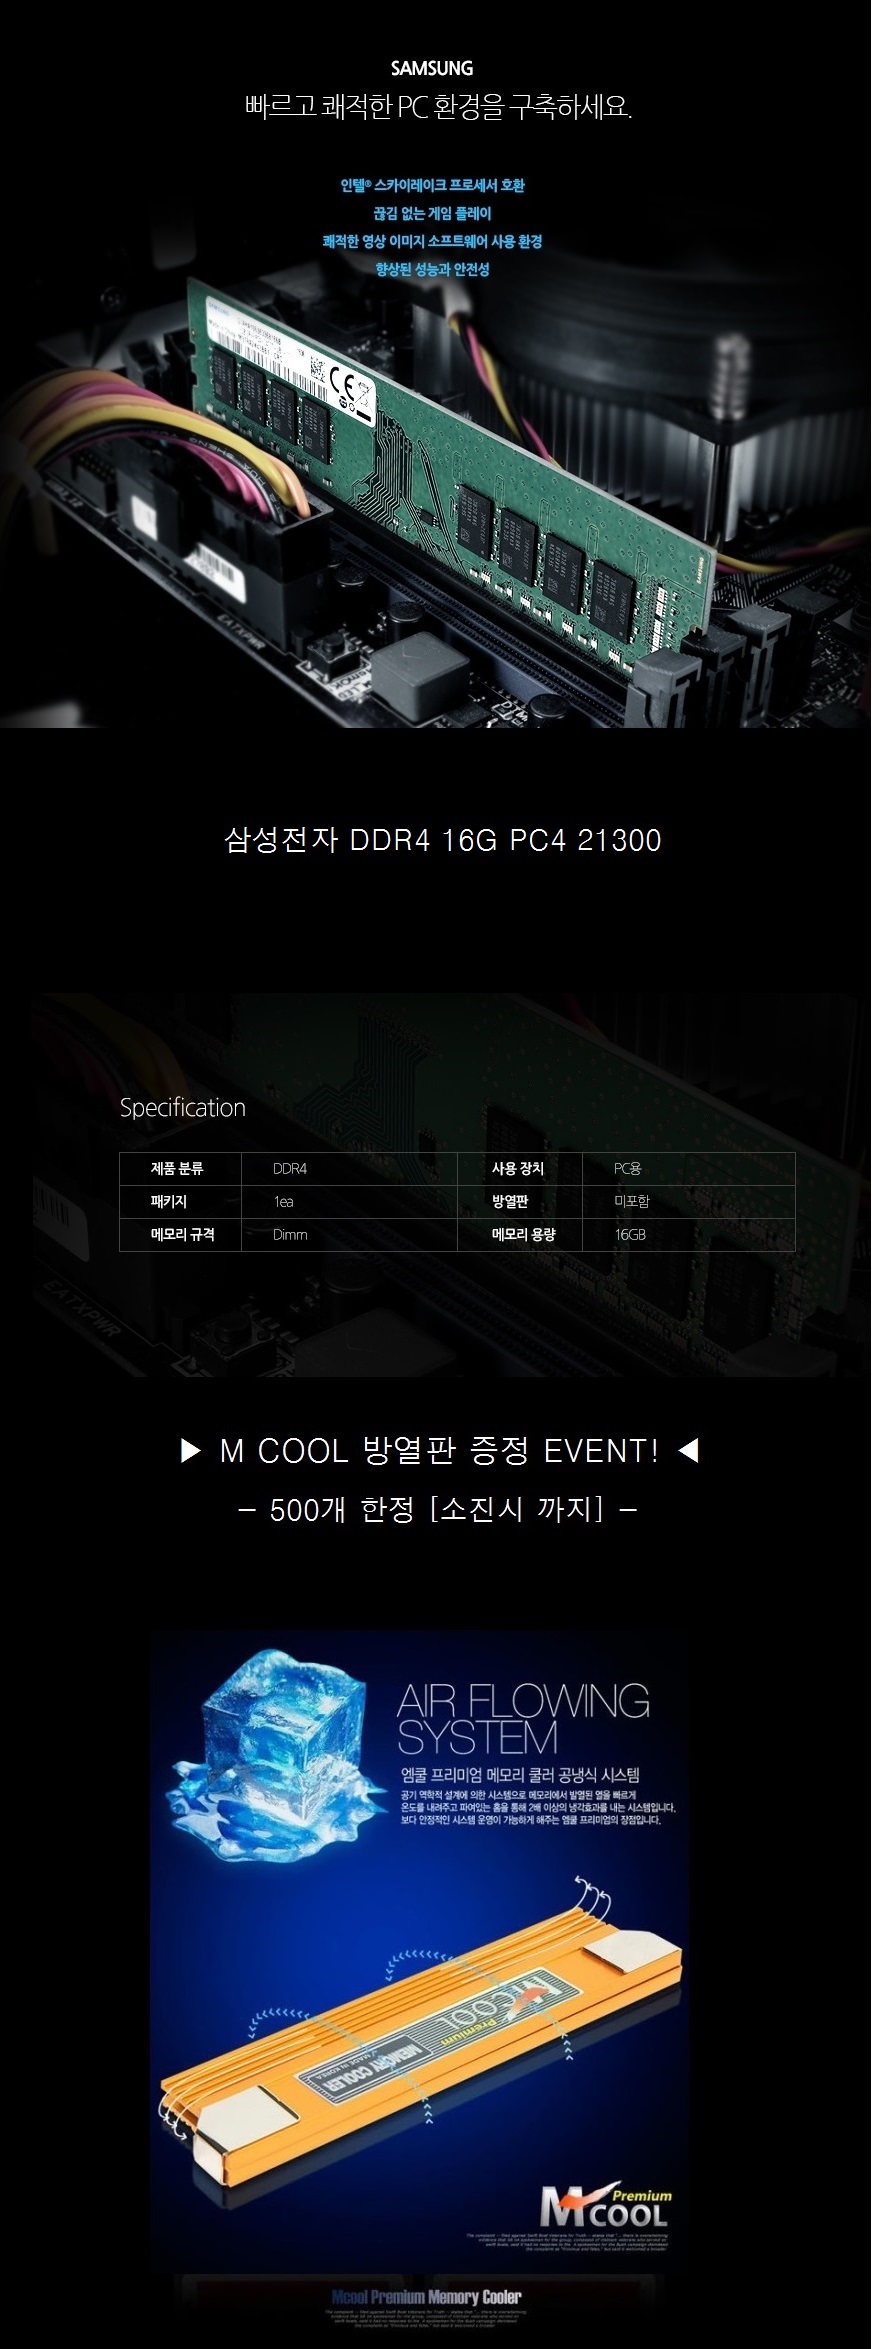 SAMSUNG
빠르고 쾌적한 PC 환경을 구축하세요.
인텔® 스카이레이크 프로세서 호환
끊김 없는 게임 플레이
쾌적한 영상 이미지 소프트웨어 사용 환경
향상된 성능과 안전성
SAMSUNG
CE
EATXPWR
SAMSUNG
삼성전자 DDR4 16G PC4 21300
Specification
제품 분류 DDR4 사용 장치 PC용
패키지 1ea 방열판 미포함
메모리 규격 Dimm 메모리 용량 16GB
EATXPWR
▶ M COOL 방열판 증정 EVENT! ◀
- 500개 한정 [소진시 까지] -
AIR FLOWING
SYSTEM
엠쿨 프리미엄 메모리 쿨러 공냉식 시스템
공기 역학적 설계에 의한 시스템으로 메모리에서 발열된 열을 빠르게
온도를 내려주고 파여있는 홈을 통해 2배 이상의 냉각효과를 내는 시스템입니다.
보다 안정적인 시스템 운영이 가능하게 해주는 엠쿨 프리미엄의 장점입니다.
M COOL
Premium
MEMORY COOLER
MADE IN KOREA
M COOL Premium
Mcool Premium Memory Cooler